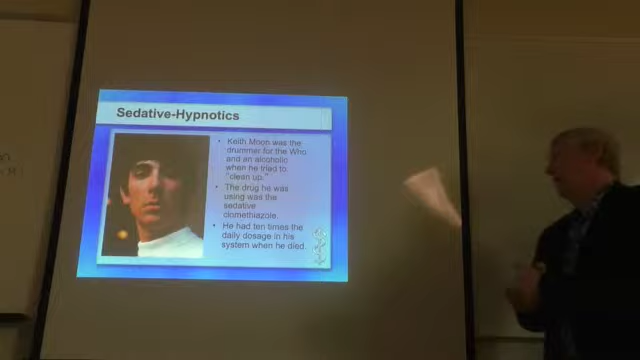 Sedative-Hypnotics
• Keith Moon was the
drummer for the Who
and an alcoholic
when he tried to
"clean up."
• The drug he was
using was the
sedative
clomethiazole.
• He had ten times the
daily dosage in his
system when he died.